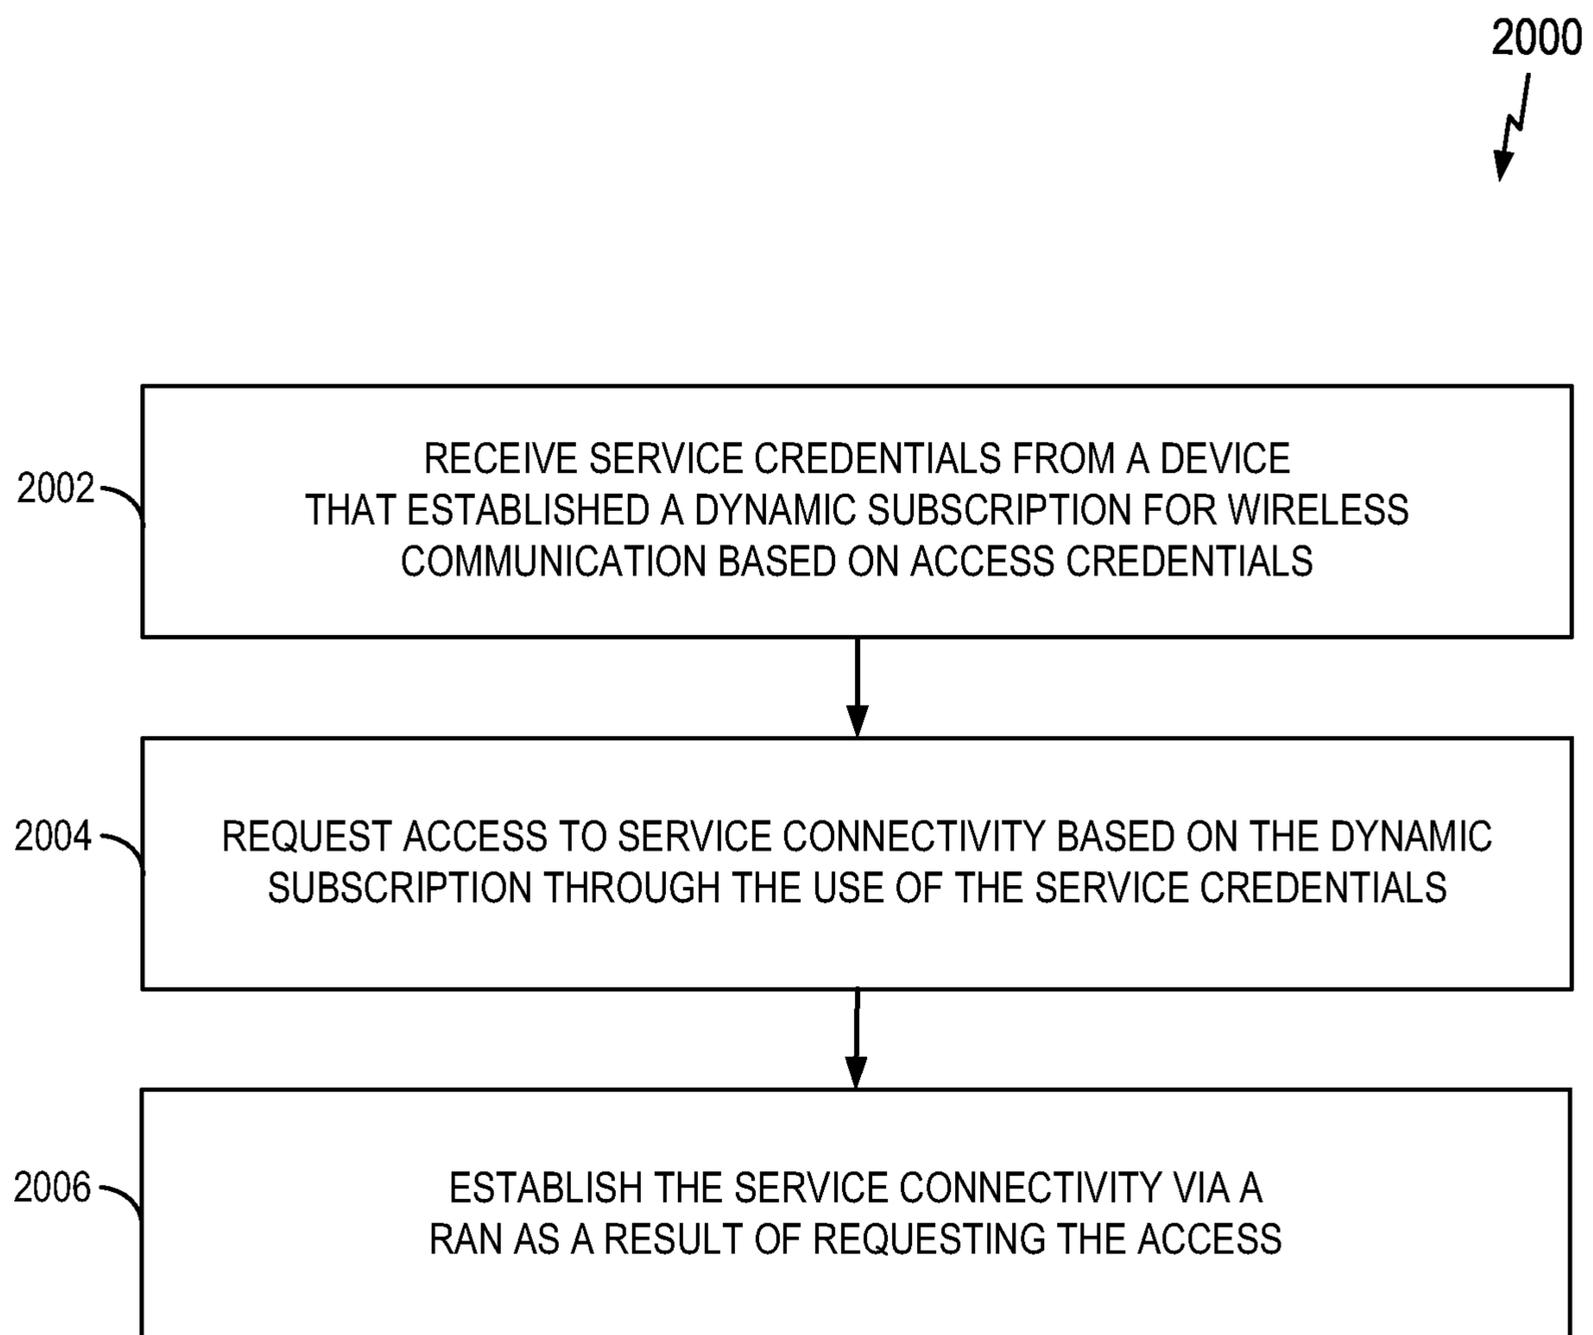 2000
2002
RECEIVE SERVICE CREDENTIALS FROM A DEVICE
THAT ESTABLISHED A DYNAMIC SUBSCRIPTION FOR WIRELESS
COMMUNICATION BASED ON ACCESS CREDENTIALS
2004
REQUEST ACCESS TO SERVICE CONNECTIVITY BASED ON THE DYNAMIC
SUBSCRIPTION THROUGH THE USE OF THE SERVICE CREDENTIALS
2006
ESTABLISH THE SERVICE CONNECTIVITY VIA A
RAN AS A RESULT OF REQUESTING THE ACCESS